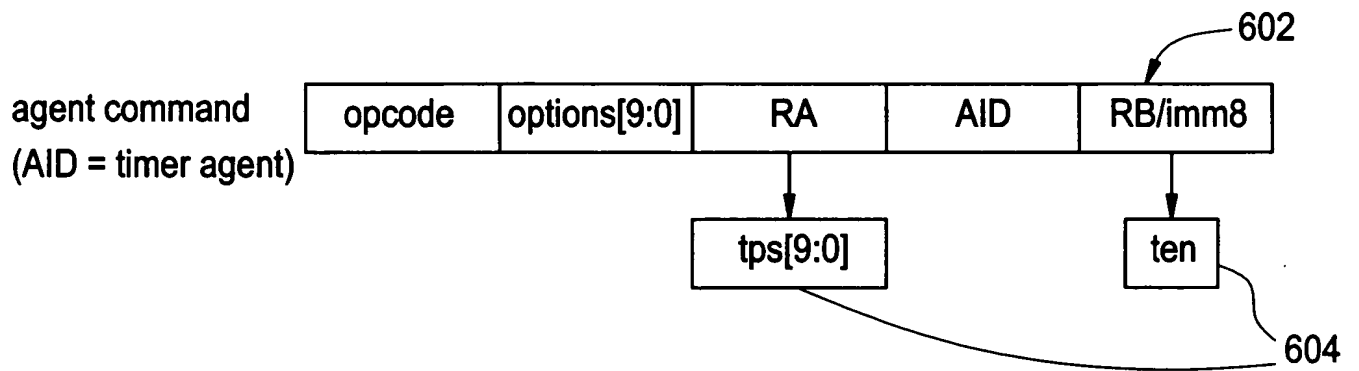 602
agent command
(AID = timer agent)
opcode
options[9:0]
RA
AID
RB/imm8
tps[9:0]
ten
604